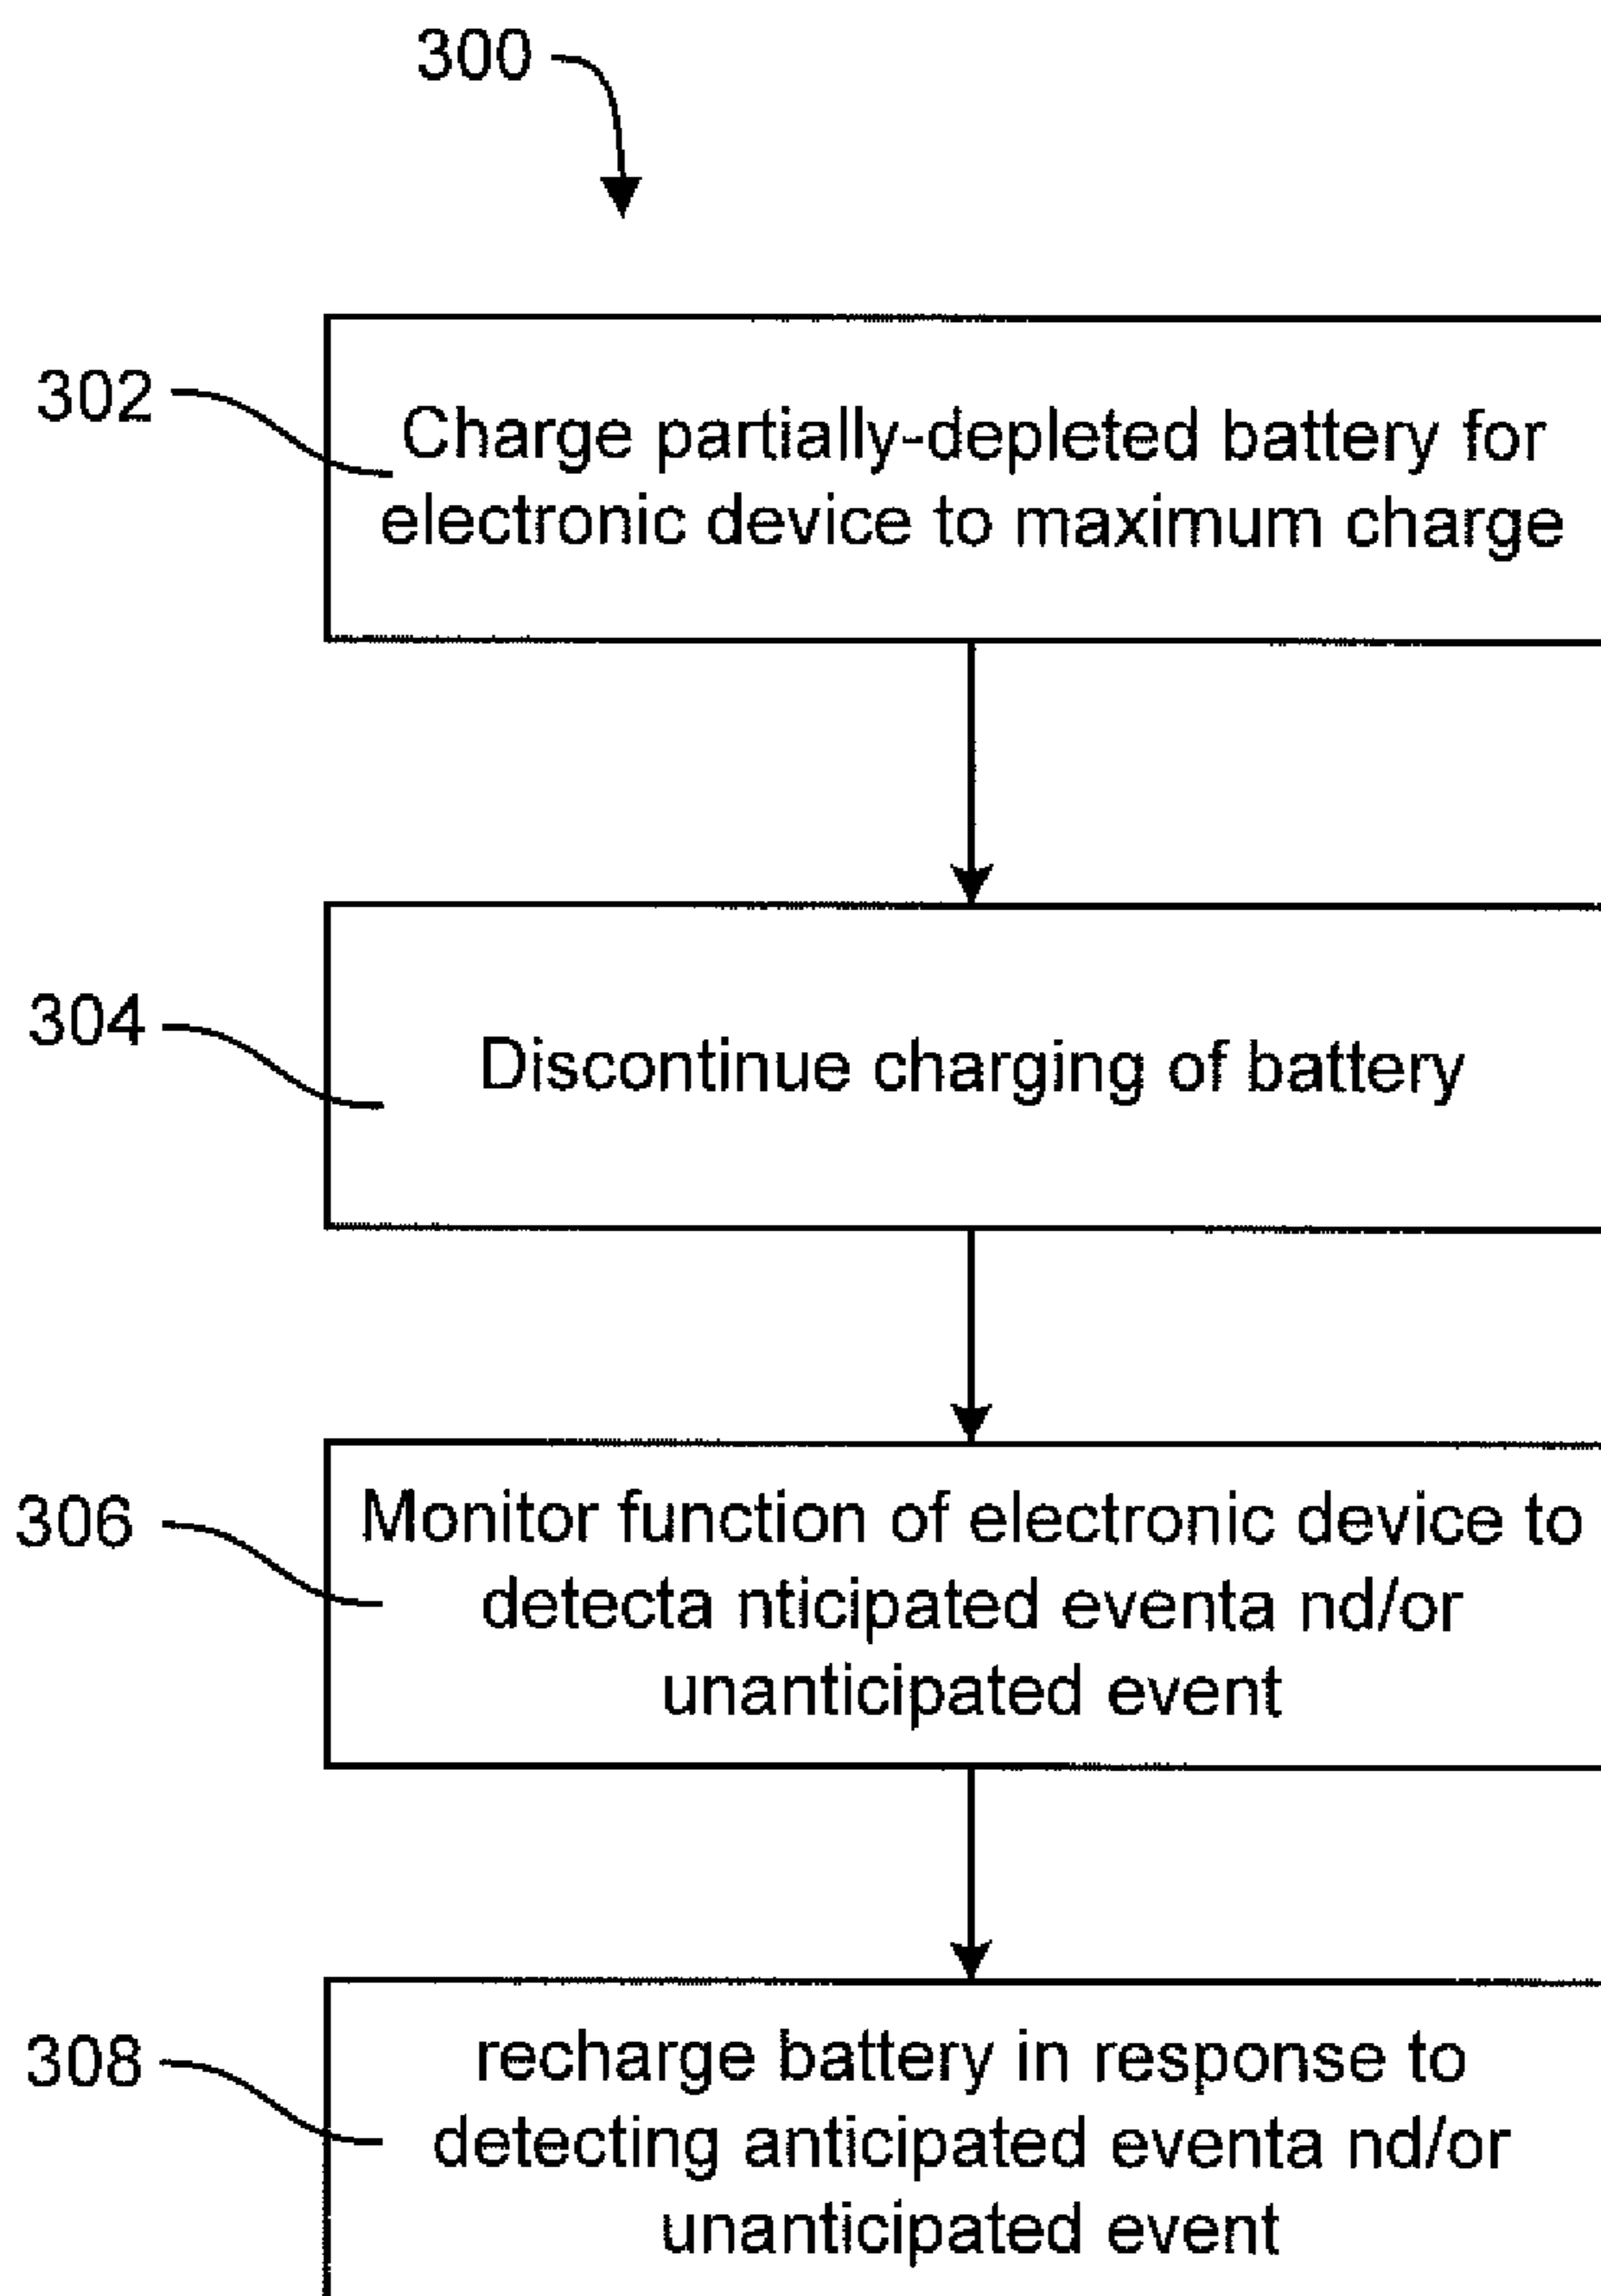 300
302
Charge partially-depleted battery for
electronic device to maximum charge
304
Discontinue charging of battery
306
Monitor function of electronic device to
detecta nticipated eventa nd/or
unanticipated event
308
recharge battery in response to
detecting anticipated eventa nd/or
unanticipated event